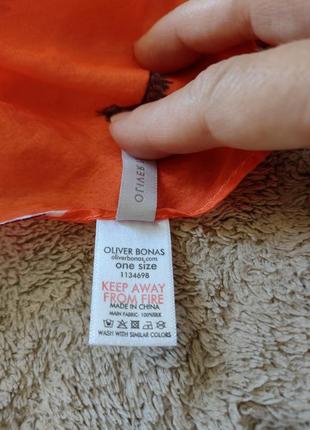 OLIVER
OLIVER BONAS
oliverbonas.com
one size
1134698
KEEP AWAY
FROM FIRE
MADE IN CHINA
MAIN FABRIC: 100%SILK
WASH WITH SIMILAR COLORS